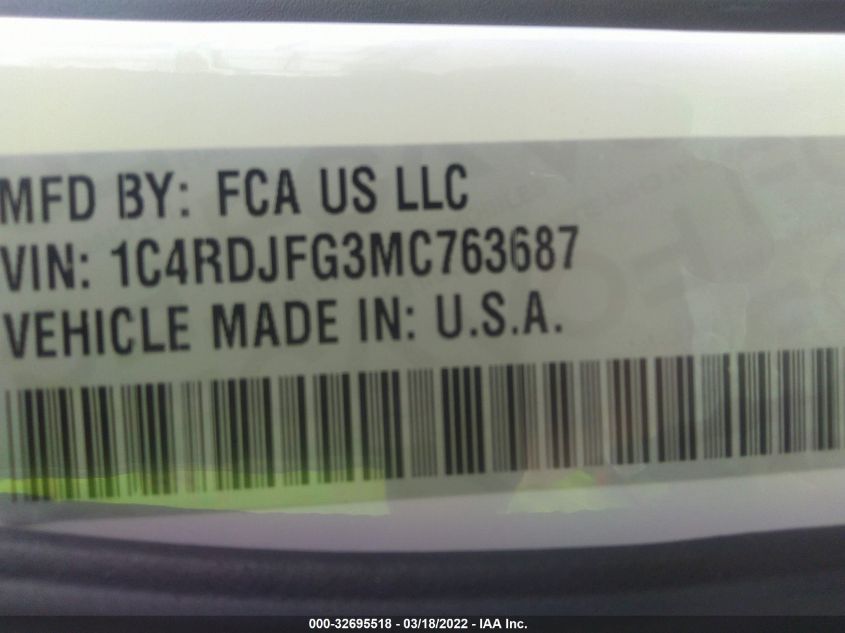 MFD BY: FCA US LLC
VIN: 1C4RDJFG3MC763687
VEHICLE MADE IN: U.S.A.
000-32695518 - 03/18/2022 - IAA Inc.